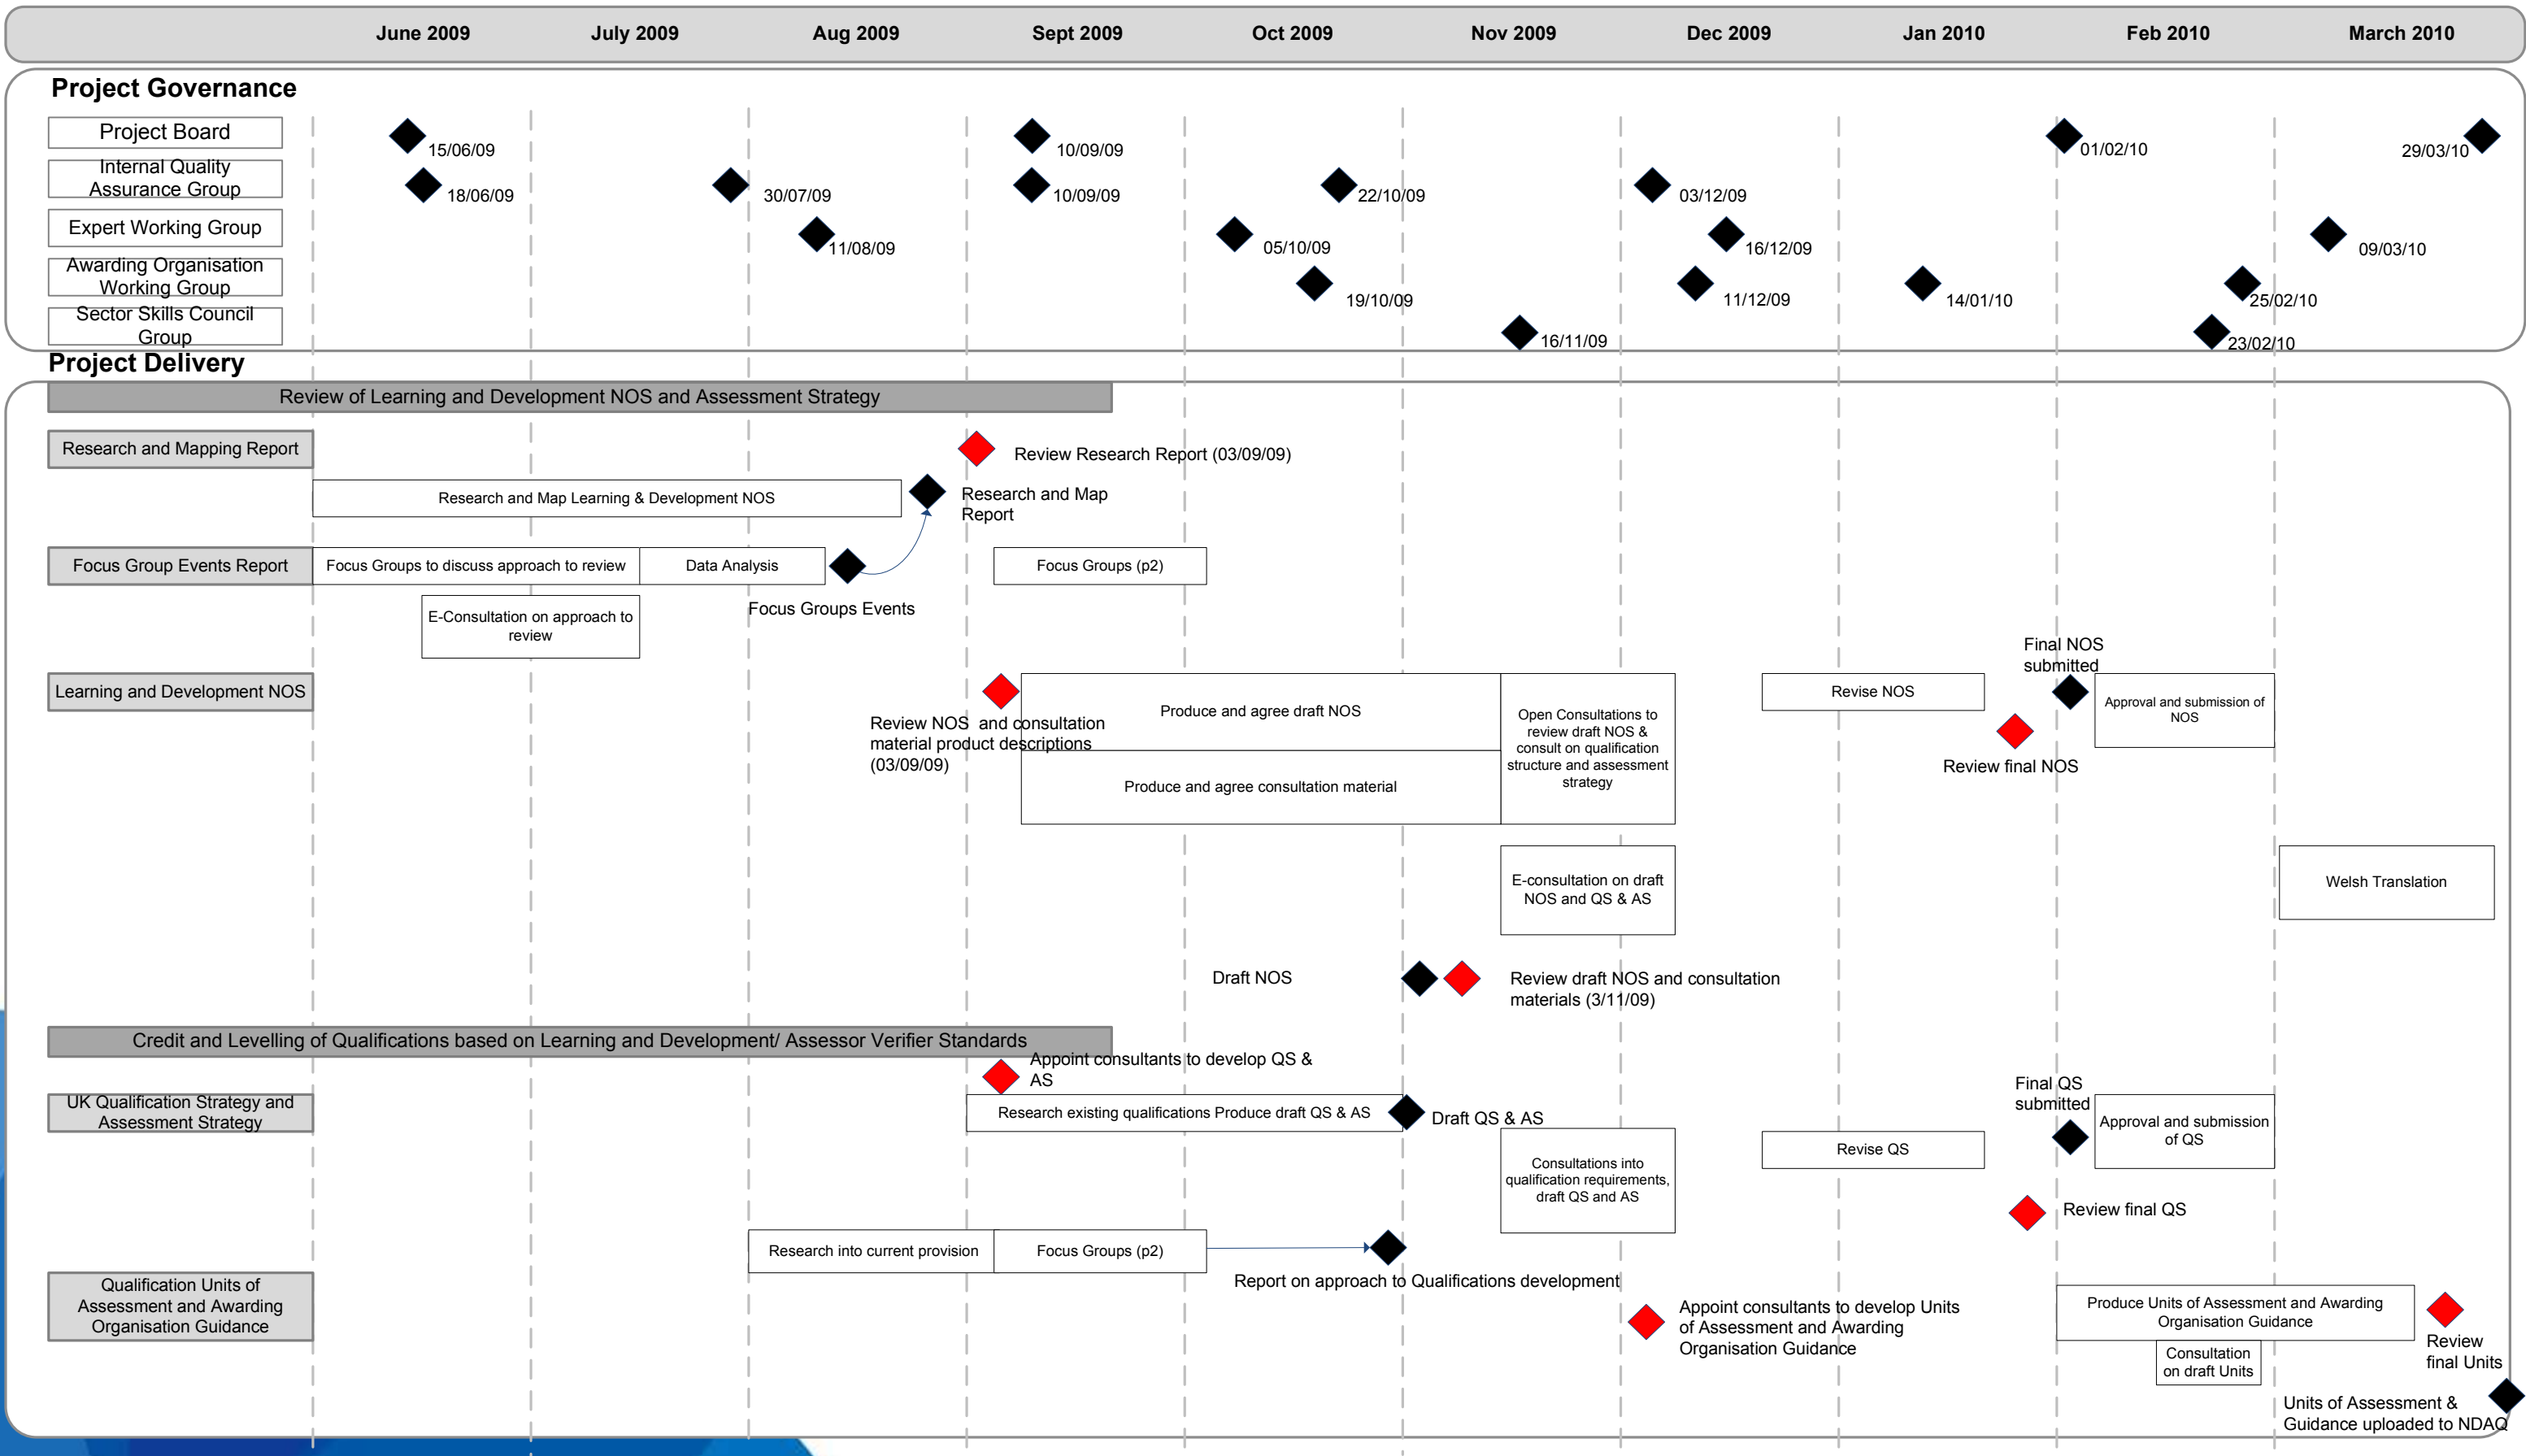 June 2009
July 2009
Aug 2009
Sept 2009
Oct 2009
Nov 2009
Dec 2009
Jan 2010
Feb 2010
March 2010
Project Governance
Project Board
15/06/09
10/09/09
01/02/10
29/03/10
Internal Quality
Assurance Group
18/06/09
30/07/09
10/09/09
22/10/09
03/12/09
Expert Working Group
11/08/09
05/10/09
16/12/09
09/03/10
Awarding Organisation
Working Group
19/10/09
11/12/09
14/01/10
25/02/10
Sector Skills Council
Group
16/11/09
23/02/10
Project Delivery
Review of Learning and Development NOS and Assessment Strategy
Research and Mapping Report
Review Research Report (03/09/09)
Research and Map Learning & Development NOS
Research and Map
Report
Focus Group Events Report
Focus Groups to discuss approach to review
Data Analysis
Focus Groups (p2)
Focus Groups Events
E-Consultation on approach to
review
Final NOS
submitted
Learning and Development NOS
Review NOS  and consultation
material product descriptions
(03/09/09)
Produce and agree draft NOS
Produce and agree consultation material
Open Consultations to
review draft NOS &
consult on qualification
structure and assessment
strategy
Revise NOS
Approval and submission of
NOS
Review final NOS
E-consultation on draft
NOS and QS & AS
Welsh Translation
Draft NOS
Review draft NOS and consultation
materials (3/11/09)
Credit and Levelling of Qualifications based on Learning and Development/ Assessor Verifier Standards
Appoint consultants to develop QS &
AS
Final QS
submitted
UK Qualification Strategy and
Assessment Strategy
Research existing qualifications Produce draft QS & AS
Draft QS & AS
Approval and submission
of QS
Consultations into
qualification requirements,
draft QS and AS
Revise QS
Review final QS
Research into current provision
Focus Groups (p2)
Report on approach to Qualifications development
Qualification Units of
Assessment and Awarding
Organisation Guidance
Appoint consultants to develop Units
of Assessment and Awarding
Organisation Guidance
Produce Units of Assessment and Awarding
Organisation Guidance
Review
final Units
Consultation
on draft Units
Units of Assessment &
Guidance uploaded to NDAQ